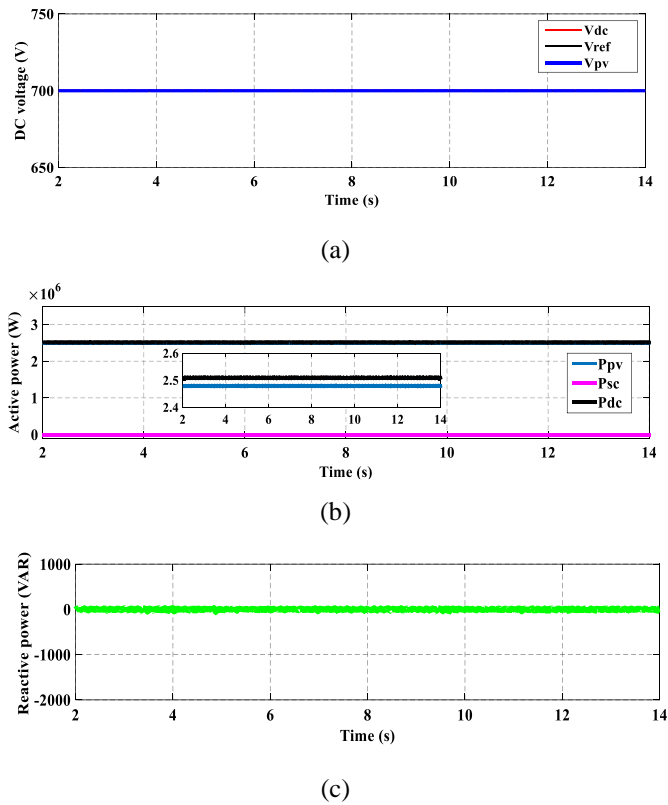 750
700
650
DC voltage (V)
Vdc
Vref
Vpv
2 4 6 8 10 12 14
Time (s)
(a)
×10⁶
3
2
1
0
Active power (W)
2.6
2.5
2.4
2 4 6 8 10 12 14
Ppv
Psc
Pdc
2 4 6 8 10 12 14
Time (s)
(b)
1000
0
-1000
-2000
Reactive power (VAR)
2 4 6 8 10 12 14
Time (s)
(c)